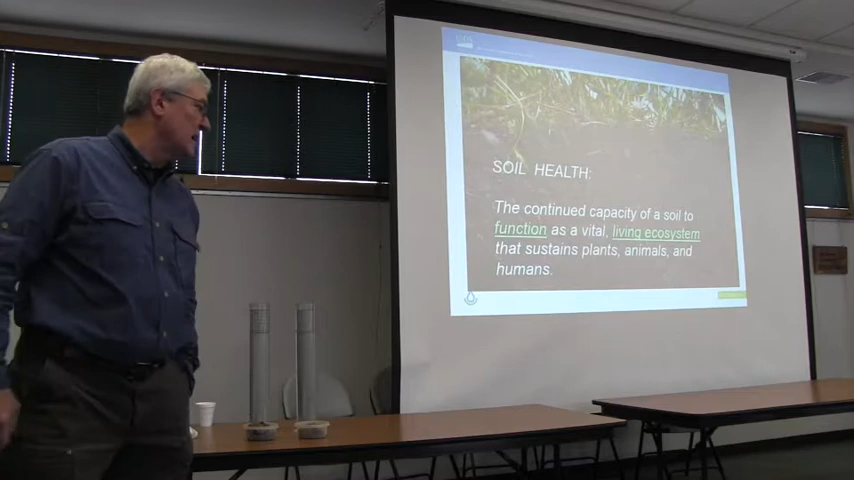 SOIL HEALTH:
The continued capacity of a soil to
function as a vital, living ecosystem
that sustains plants, animals, and
humans.